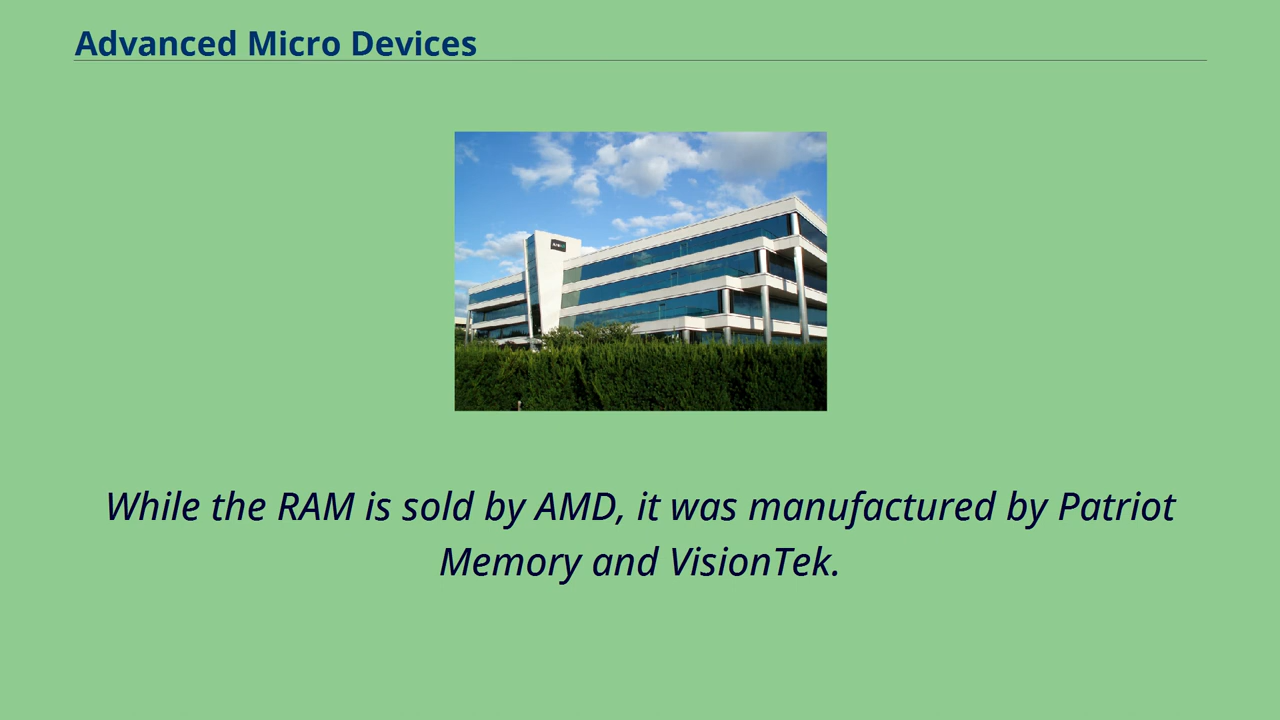 Advanced Micro Devices
While the RAM is sold by AMD, it was manufactured by Patriot
Memory and VisionTek.